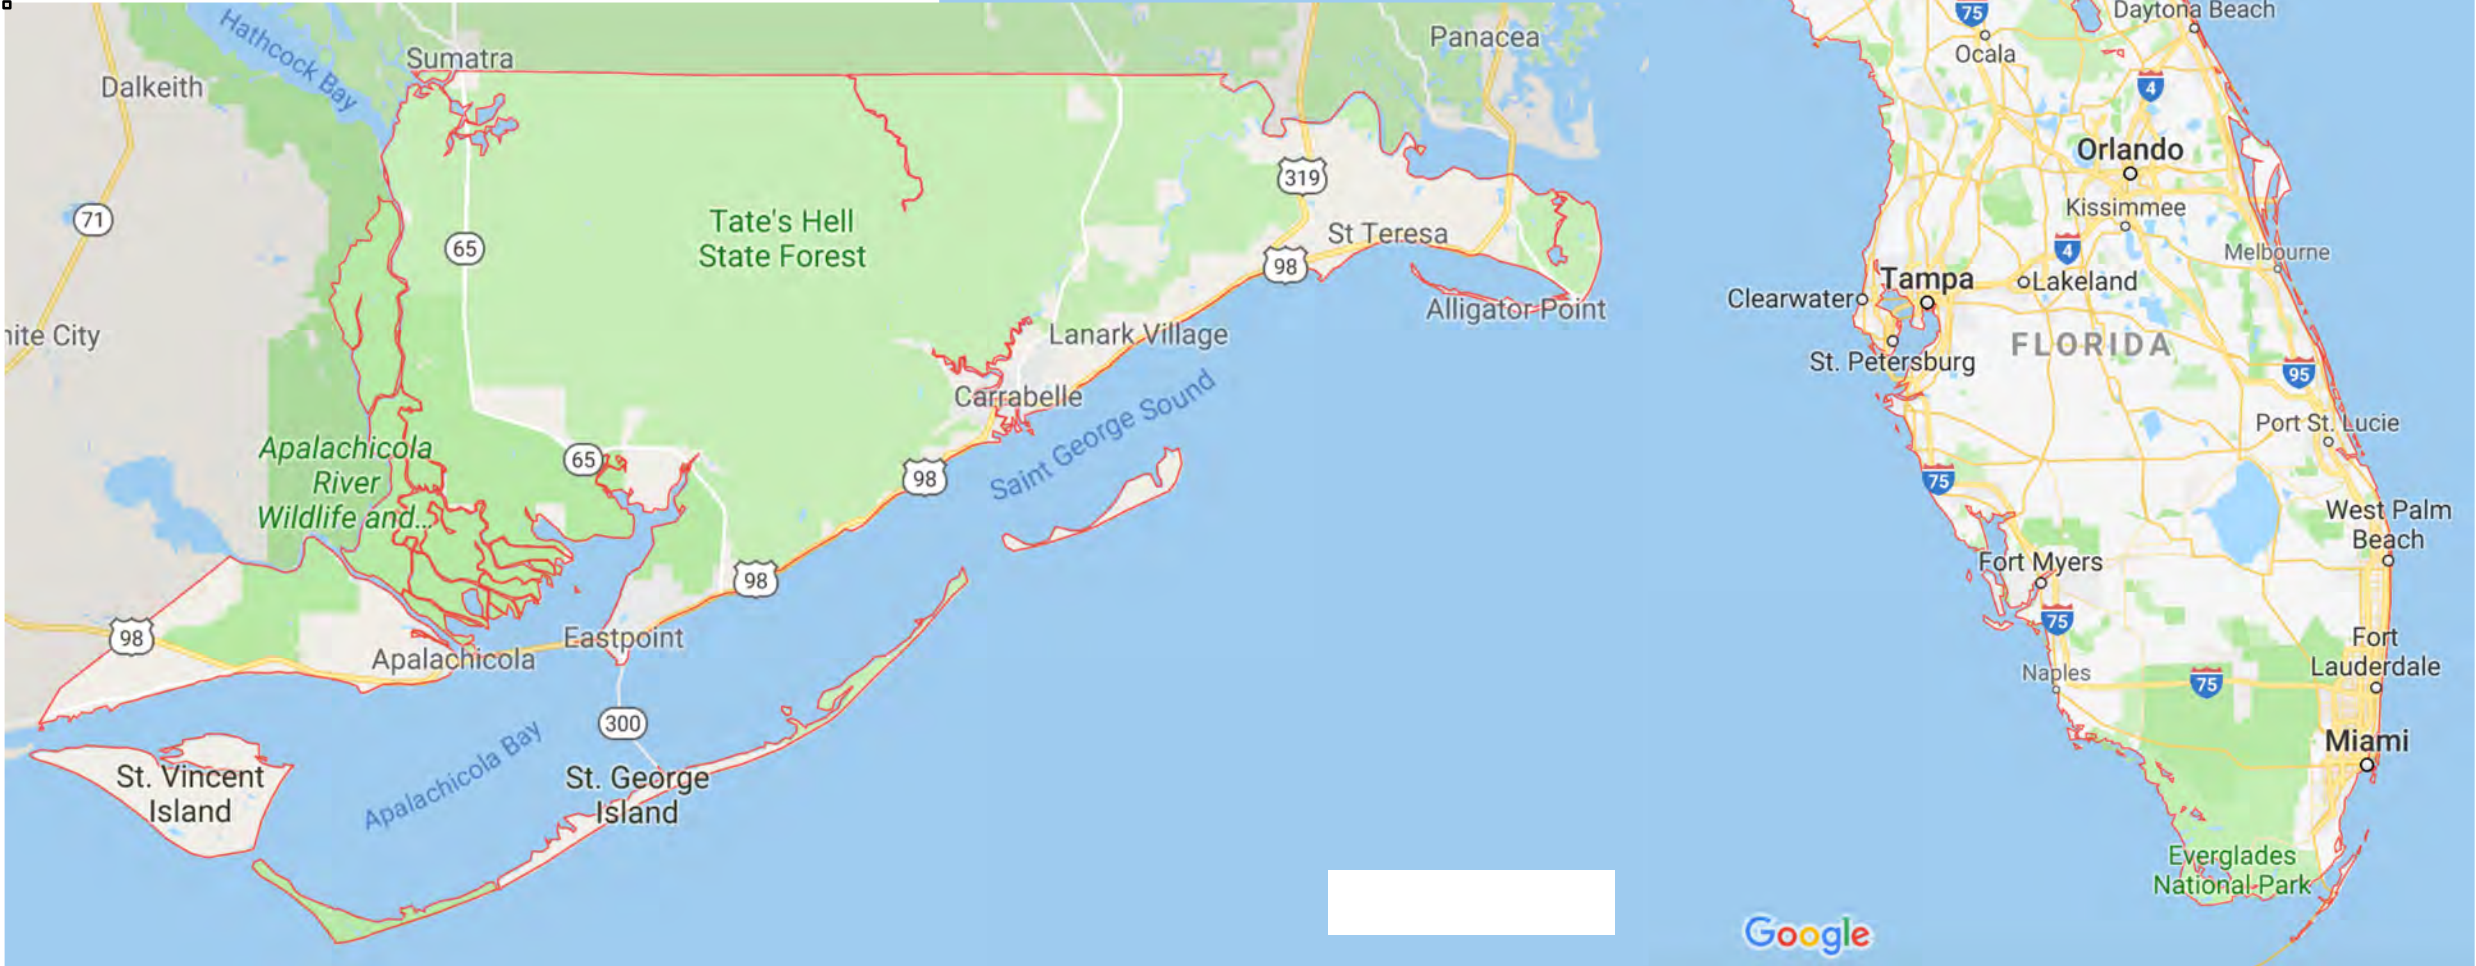 Hathcock Bay
Sumatra
Panacea
Dalkeith
71
65
319
Tate's Hell
State Forest
St Teresa
98
Alligator Point
nite City
Lanark Village
Carrabelle
Saint George Sound
Apalachicola
River
Wildlife and...
65
98
98
98
Eastpoint
Apalachicola
300
Apalachicola Bay
St. Vincent
Island
St. George
Island
75
Daytona Beach
Ocala
4
Orlando
Kissimmee
4
Melbourne
Tampa
Lakeland
Clearwater
FLORIDA
St. Petersburg
95
Port St. Lucie
75
West Palm
Beach
Fort Myers
75
Fort
Lauderdale
Naples
75
Miami
Everglades
National Park
Google